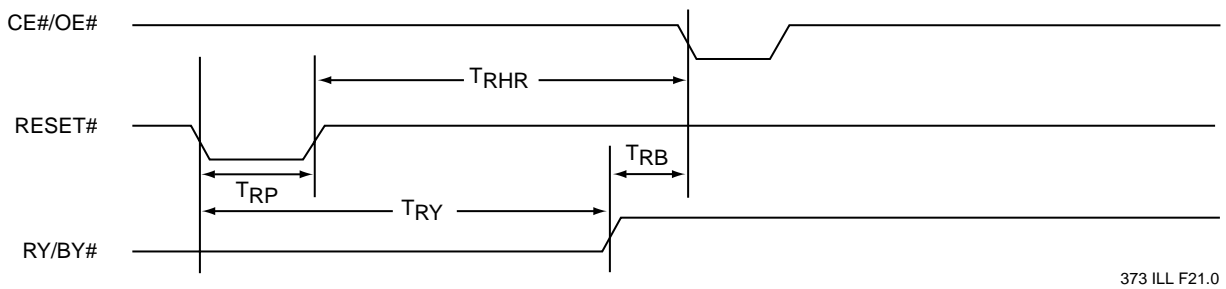 CE#/OE#
TRHR
RESET#
TRB
TRP
TRY
RY/BY#
373 ILL F21.0